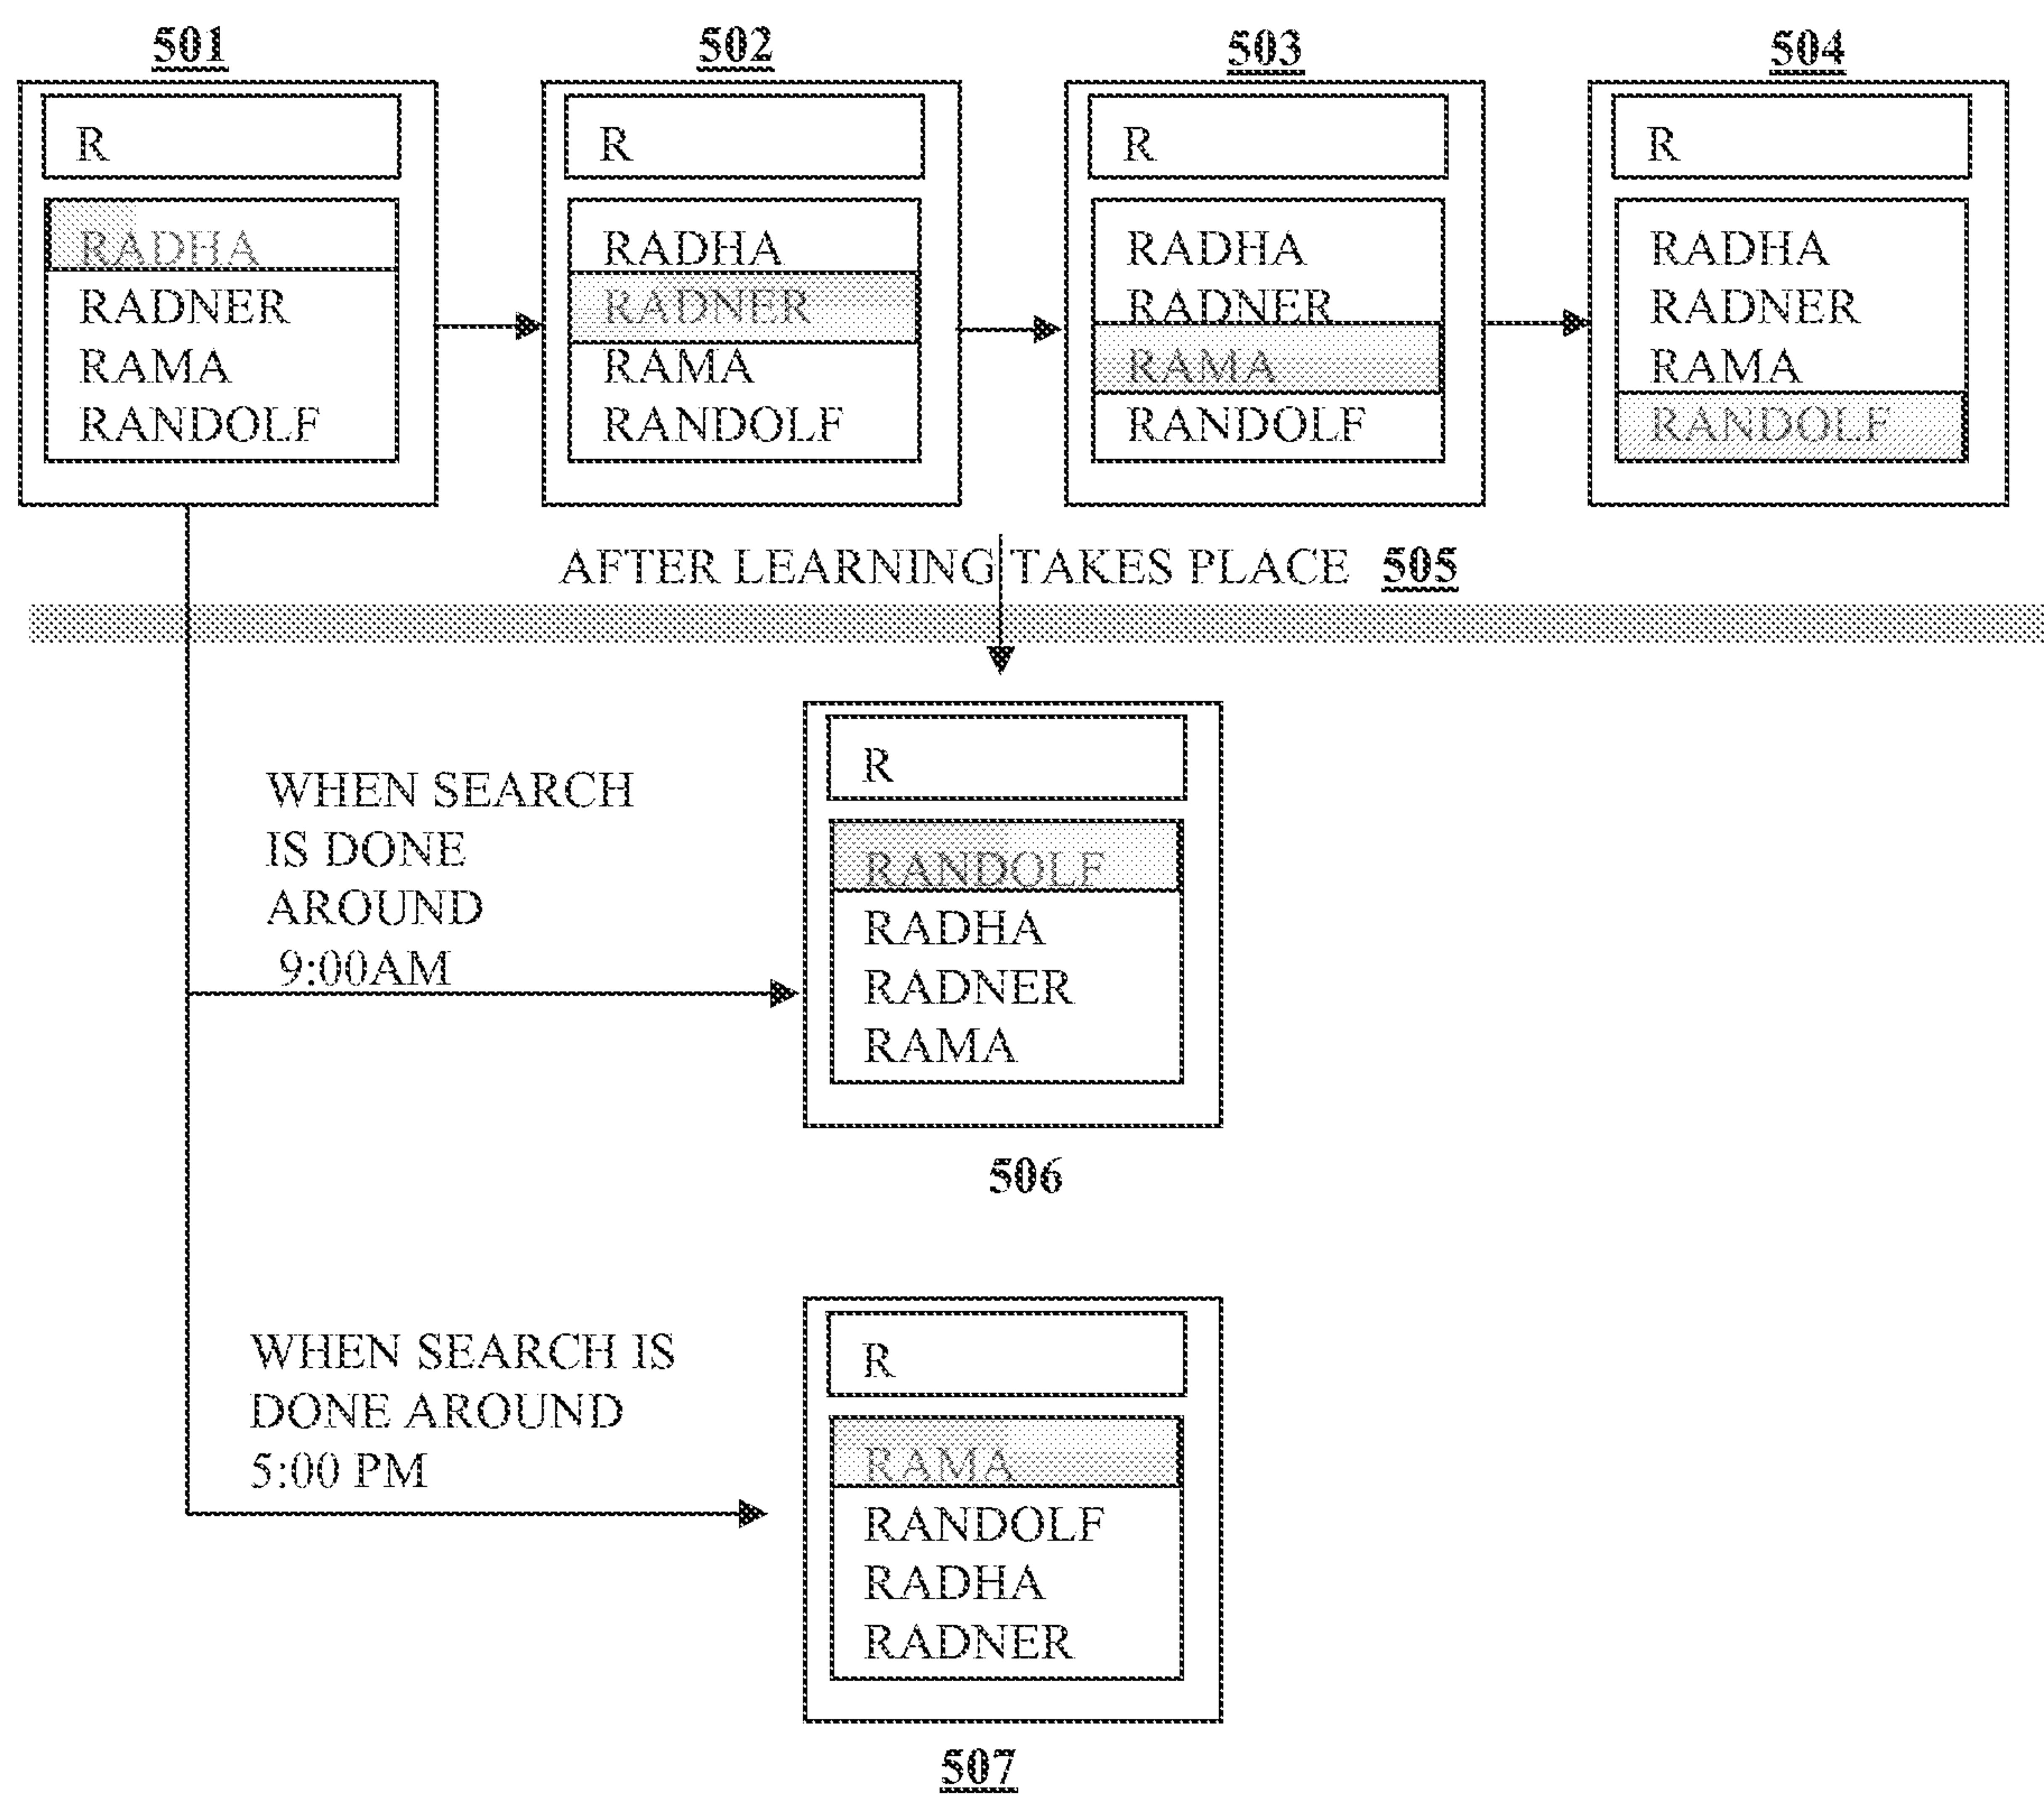 501
R
RADHA
RADNER
RAMA
RANDOLF
502
R
RADHA
RADNER
RAMA
RANDOLF
503
R
RADHA
RADNER
RAMA
RANDOLF
504
R
RADHA
RADNER
RAMA
RANDOLF
AFTER LEARNING TAKES PLACE 505
WHEN SEARCH
IS DONE
AROUND
9:00AM
R
RANDOLF
RADHA
RADNER
RAMA
506
WHEN SEARCH IS
DONE AROUND
5:00 PM
R
RAMA
RANDOLF
RADHA
RADNER
507